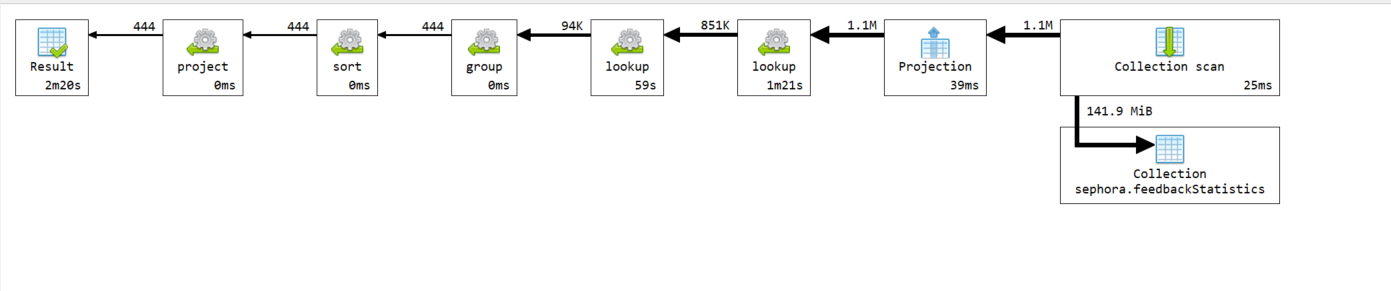 444
444
444
94K
851K
1.1M
1.1M
Result
2m20s
project
0ms
sort
0ms
group
0ms
lookup
59s
lookup
1m21s
Projection
39ms
Collection scan
25ms
141.9 MiB
Collection
sephora.feedbackStatistics